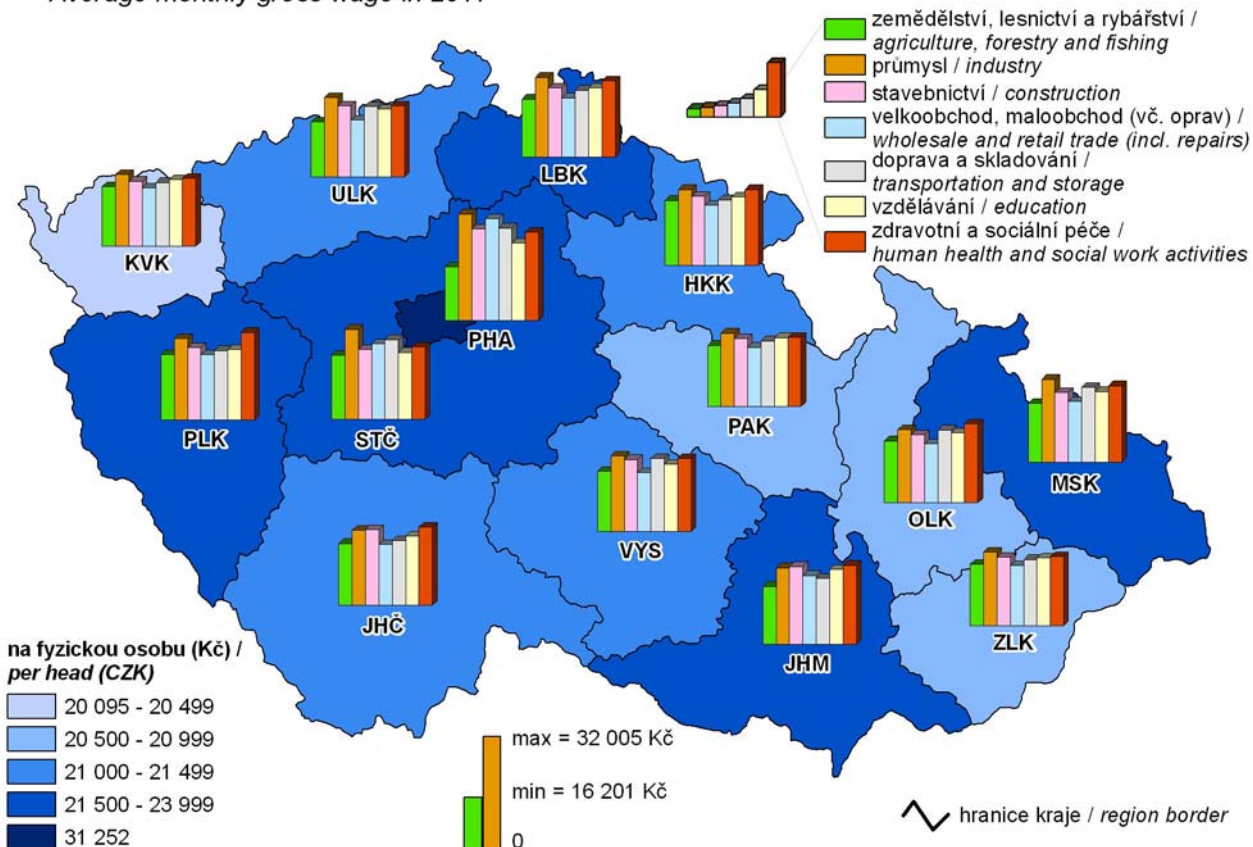 Average monthly gross wage in 2011
zemědělství, lesnictví a rybářství /
agriculture, forestry and fishing
průmysl / industry
stavebnictví / construction
velkoobchod, maloobchod (vč. oprav) /
wholesale and retail trade (incl. repairs)
doprava a skladování /
transportation and storage
vzdělávání / education
zdravotní a sociální péče /
human health and social work activities
ULK
LBK
KVK
HKK
PHA
PLK
STČ
PAK
MSK
OLK
VYS
JHČ
ZLK
JHM
na fyzickou osobu (Kč) /
per head (CZK)
20 095 - 20 499
20 500 - 20 999
21 000 - 21 499
21 500 - 23 999
31 252
max = 32 005 Kč
min = 16 201 Kč
0
hranice kraje / region border